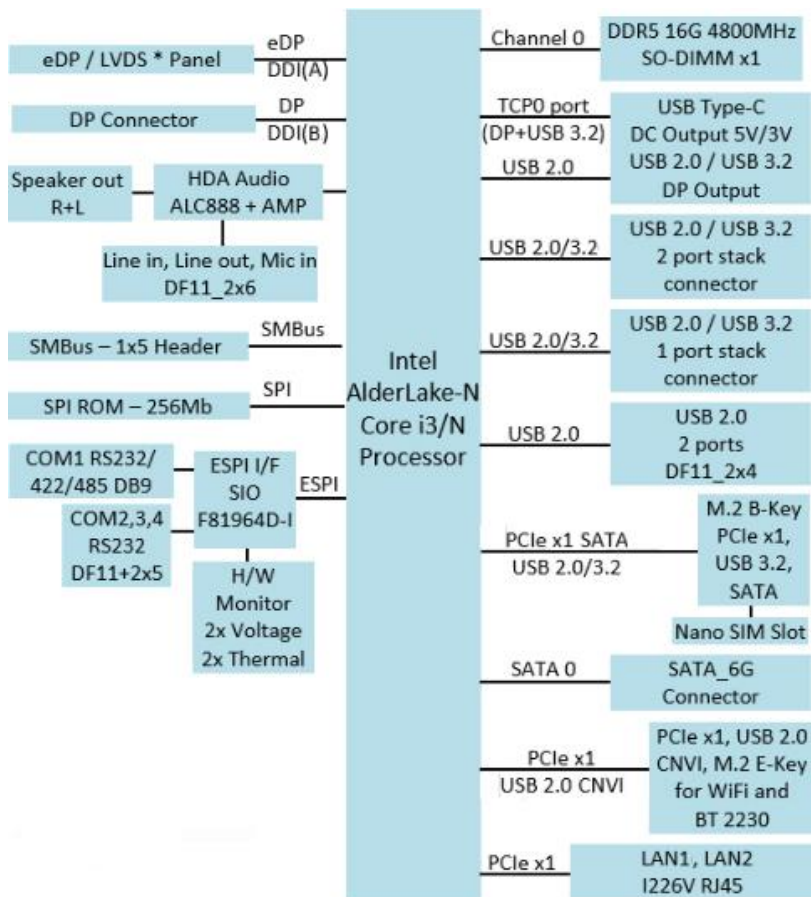 eDP / LVDS * Panel
eDP
DDI(A)
DP Connector
DP
DDI(B)
Speaker out
R+L
HDA Audio
ALC888 + AMP
Line in, Line out, Mic in
DF11_2x6
SMBus – 1x5 Header
SMBus
SPI ROM – 256Mb
SPI
COM1 RS232/
422/485 DB9
COM2,3,4
RS232
DF11+2x5
ESPI I/F
SIO
F81964D-I
ESPI
H/W
Monitor
2x Voltage
2x Thermal
Intel
AlderLake-N
Core i3/N
Processor
Channel 0
DDR5 16G 4800MHz
SO-DIMM x1
TCP0 port
(DP+USB 3.2)
USB 2.0
USB Type-C
DC Output 5V/3V
USB 2.0 / USB 3.2
DP Output
USB 2.0/3.2
USB 2.0 / USB 3.2
2 port stack
connector
USB 2.0/3.2
USB 2.0 / USB 3.2
1 port stack
connector
USB 2.0
USB 2.0
2 ports
DF11_2x4
PCIe x1 SATA
USB 2.0/3.2
M.2 B-Key
PCIe x1,
USB 3.2,
SATA
Nano SIM Slot
SATA 0
SATA_6G
Connector
PCIe x1
USB 2.0 CNVI
PCIe x1, USB 2.0
CNVI, M.2 E-Key
for WiFi and
BT 2230
PCIe x1
LAN1, LAN2
I226V RJ45